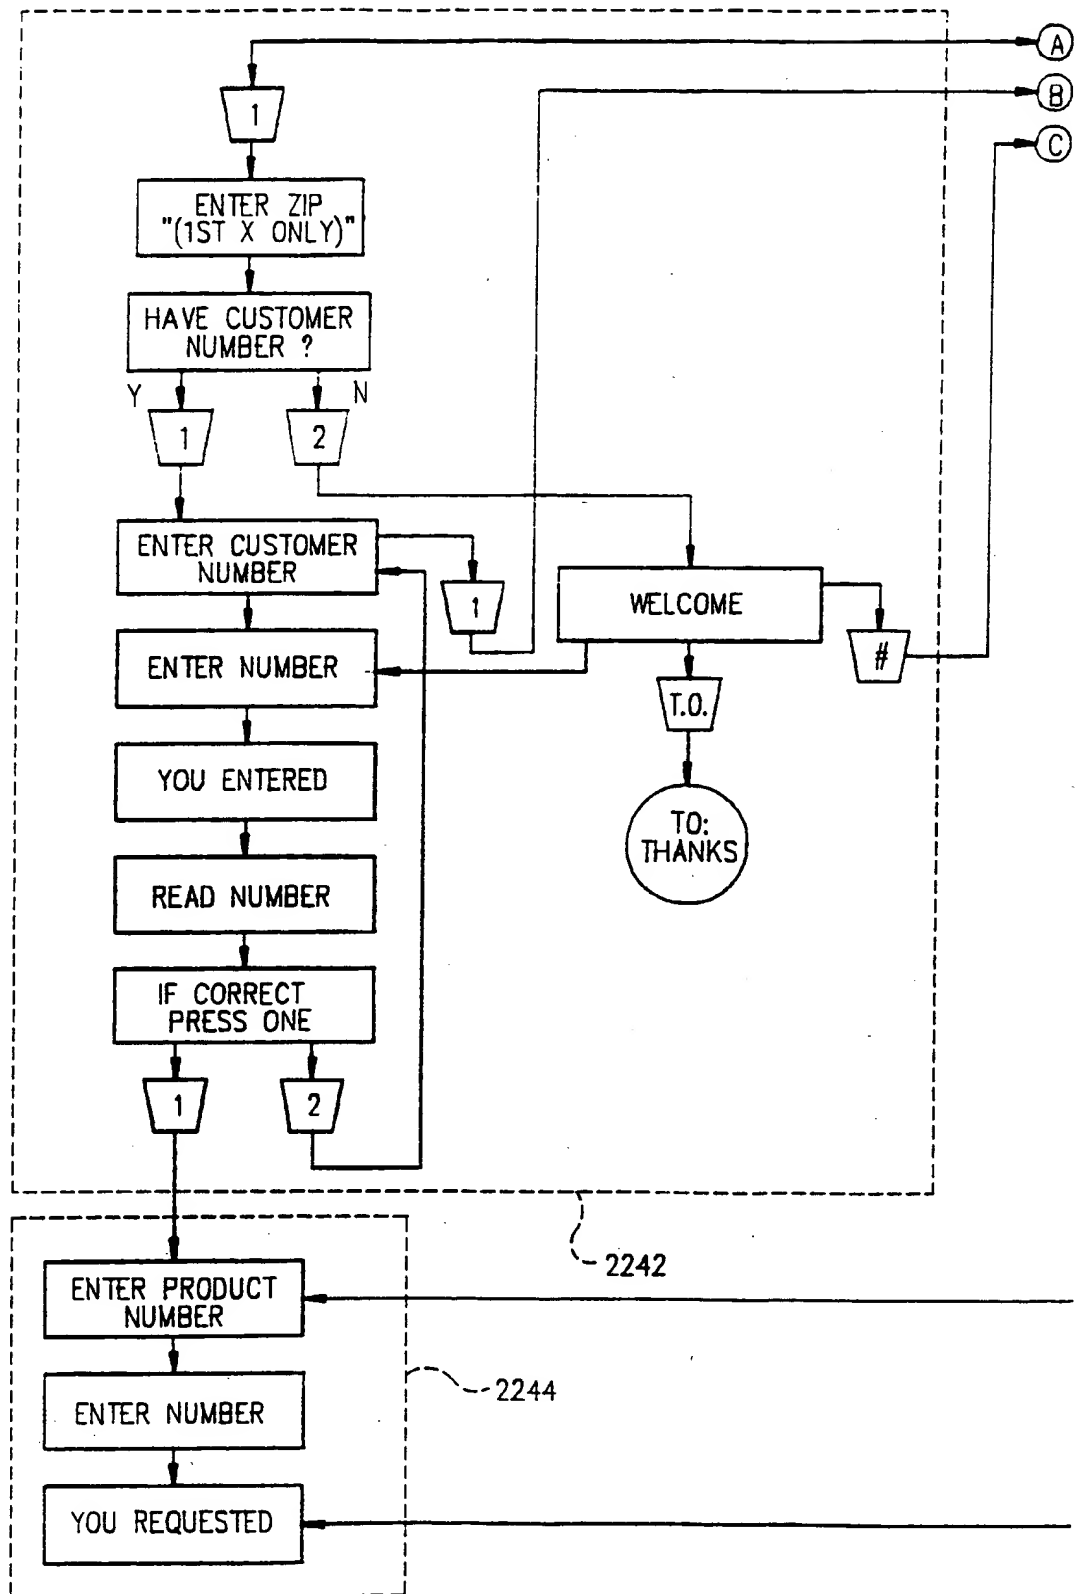 A
B
C
1
ENTER ZIP
"(1ST X ONLY)"
HAVE CUSTOMER
NUMBER ?
Y
N
1
2
ENTER CUSTOMER
NUMBER
1
WELCOME
#
ENTER NUMBER
T.O.
YOU ENTERED
TO:
THANKS
READ NUMBER
IF CORRECT
PRESS ONE
1
2
2242
ENTER PRODUCT
NUMBER
2244
ENTER NUMBER
YOU REQUESTED